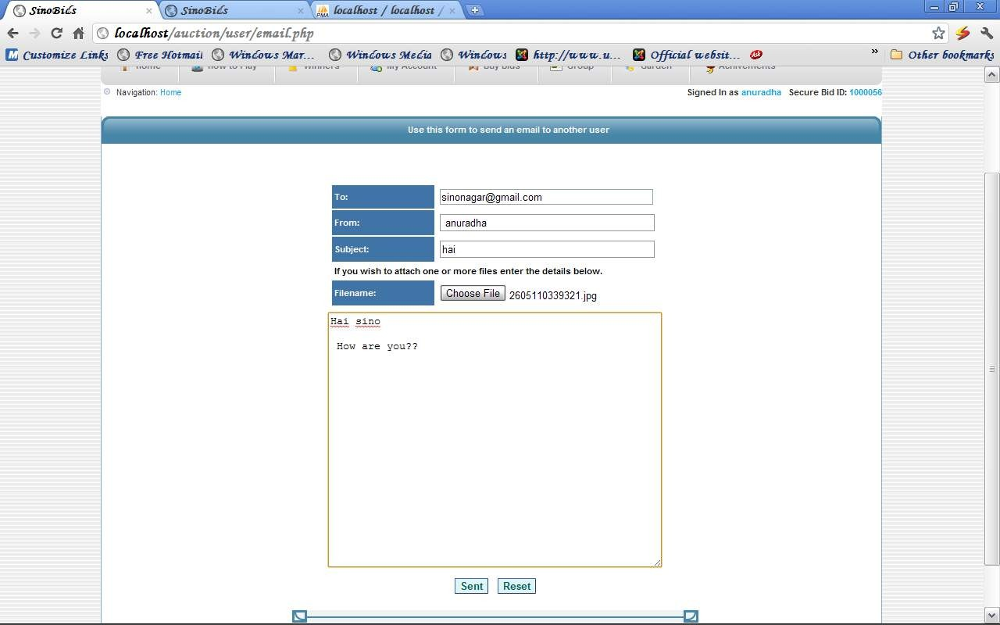 SinoBids
SinoBids
localhost / localhost /
localhost/auction/user/email.php
Customize Links Free Hotmail Windows Mar... Windows Media Windows http://www.u... Official websit... Ask » Other bookmarks
Home How to Play Winners My Account Buy Bids Group Garden Achivements
Navigation: Home Signed In as anuradha Secure Bid ID: 1000056
Use this form to send an email to another user
To: sinonagar@gmail.com
From: anuradha
Subject: hai
If you wish to attach one or more files enter the details below.
Filename: Choose File 2605110339321.jpg
Hai sino
How are you??
Sent Reset